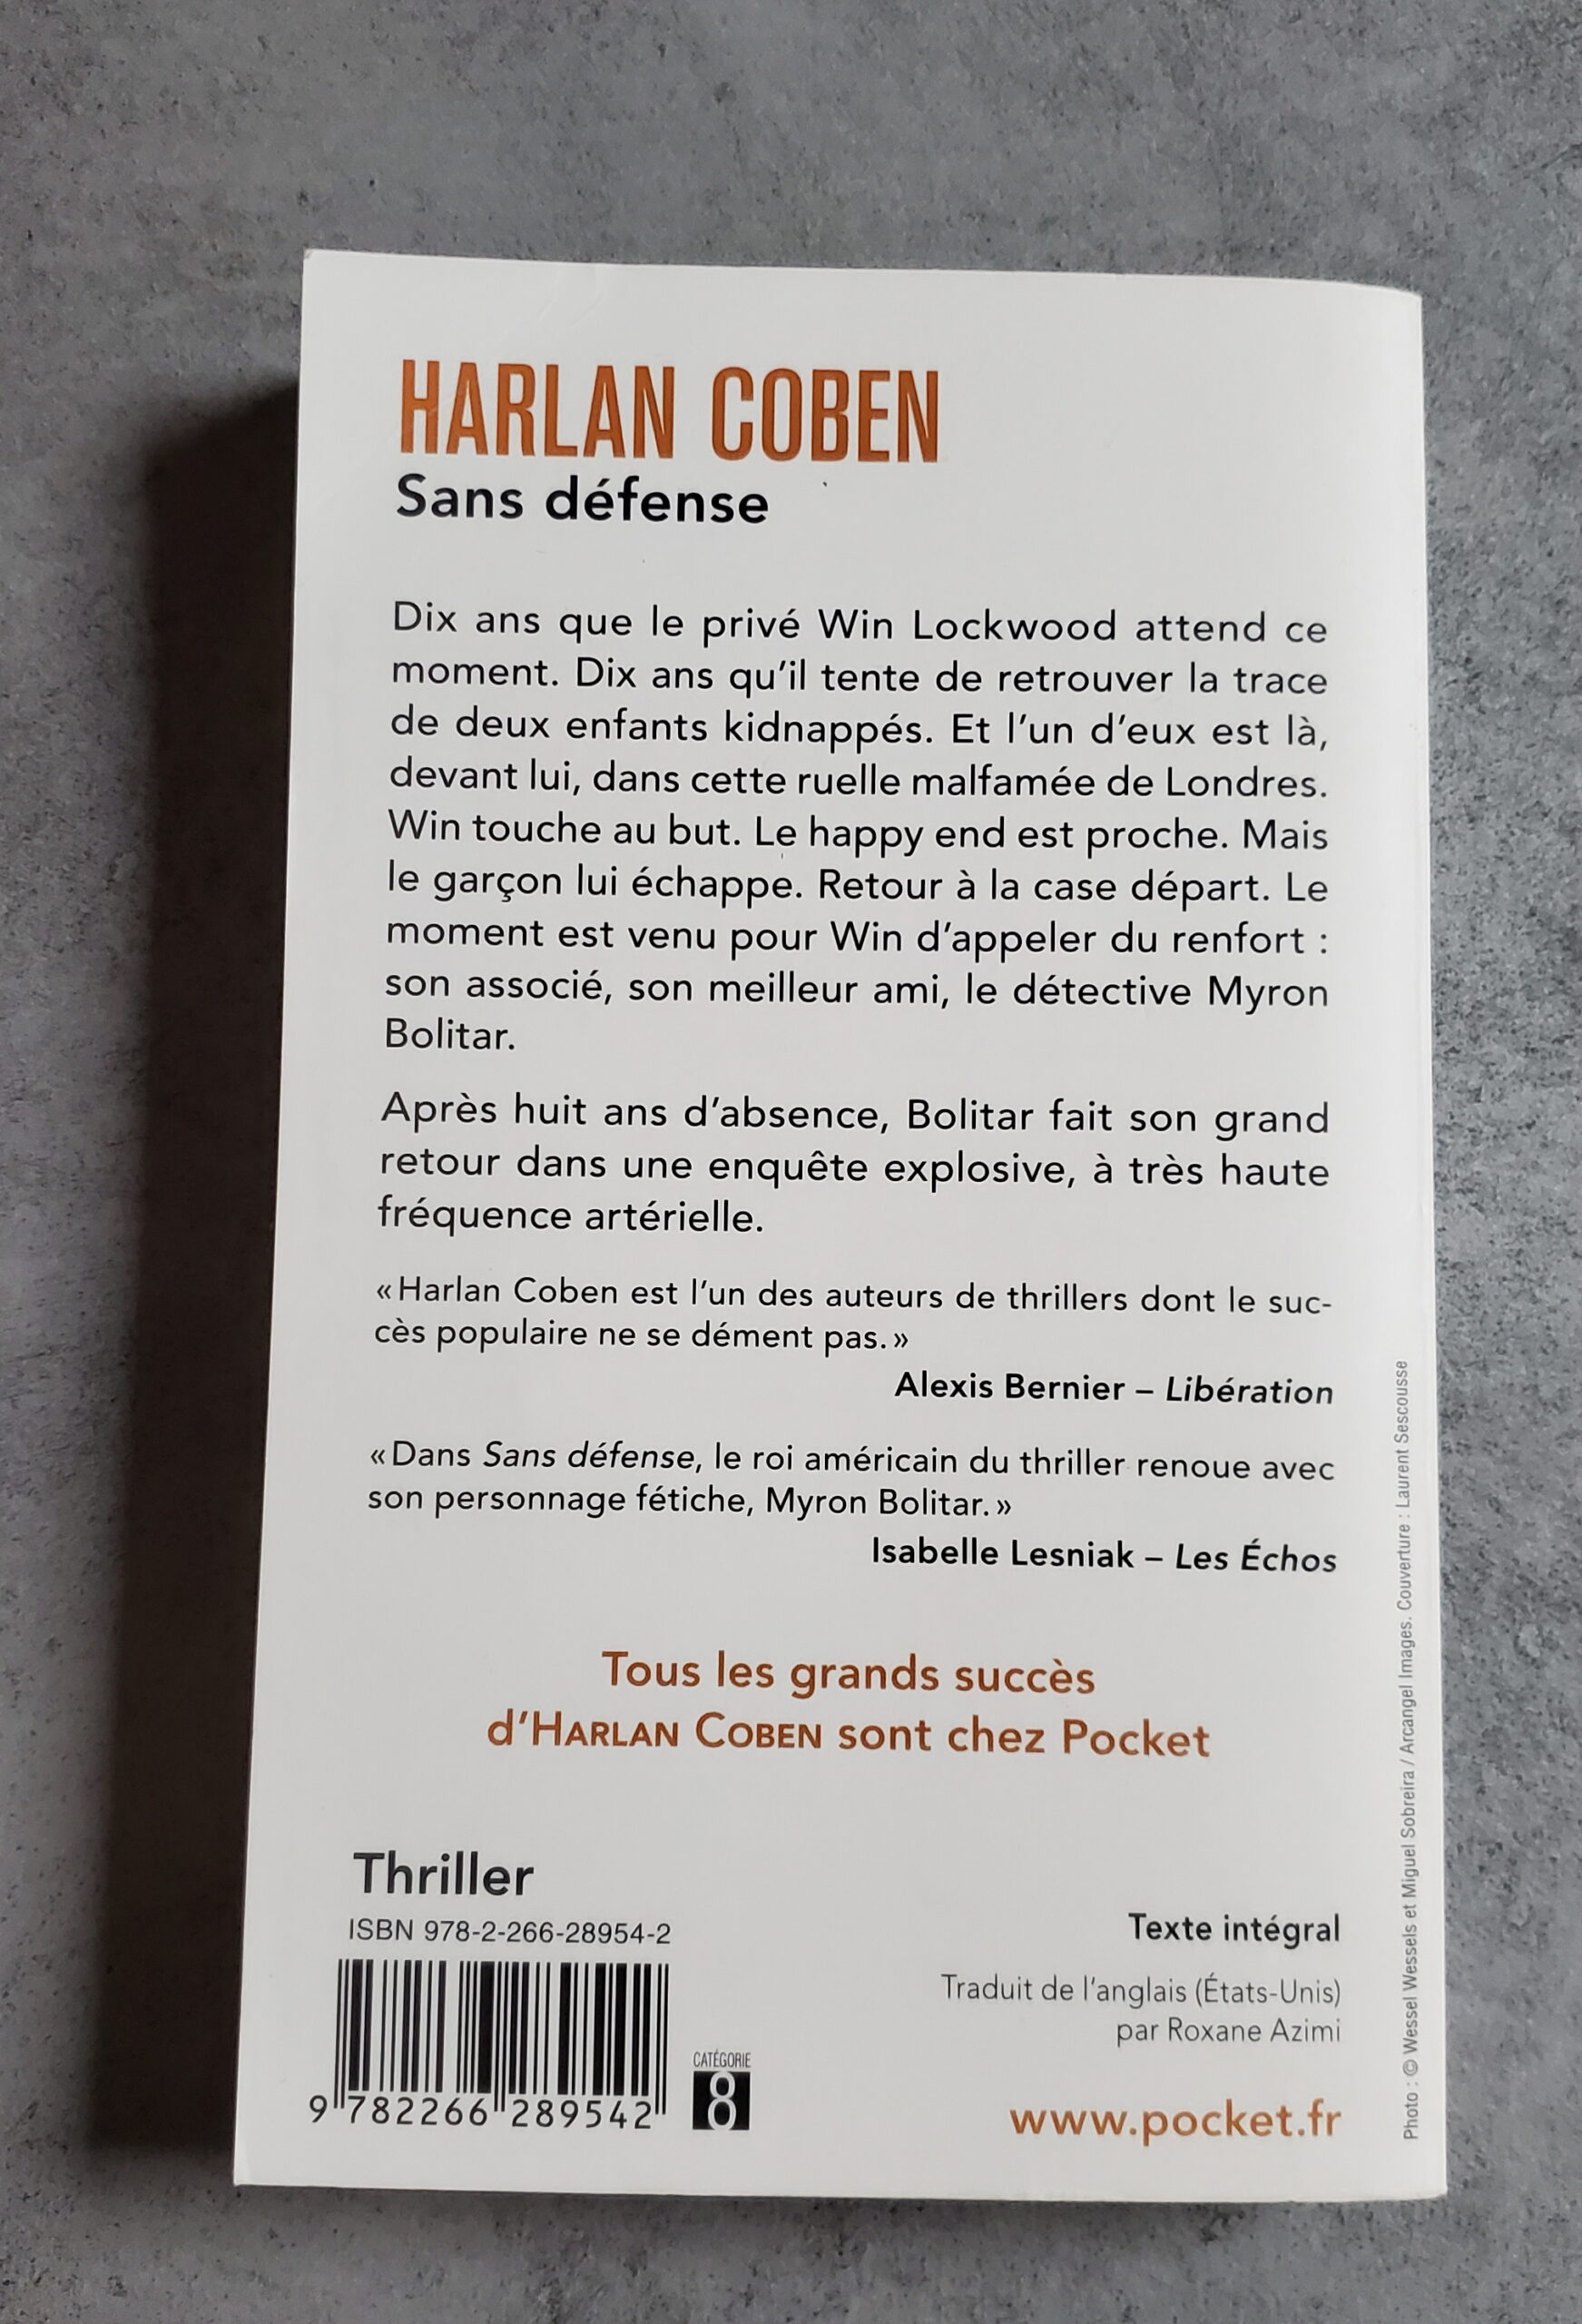 HARLAN COBEN
Sans défense
Dix ans que le privé Win Lockwood attend ce
moment. Dix ans qu’il tente de retrouver la trace
de deux enfants kidnappés. Et l’un d’eux est là,
devant lui, dans cette ruelle malfamée de Londres.
Win touche au but. Le happy end est proche. Mais
le garçon lui échappe. Retour à la case départ. Le
moment est venu pour Win d’appeler du renfort :
son associé, son meilleur ami, le détective Myron
Bolitar.
Après huit ans d’absence, Bolitar fait son grand
retour dans une enquête explosive, à très haute
fréquence artérielle.
« Harlan Coben est l’un des auteurs de thrillers dont le suc-
cès populaire ne se dément pas. »
Alexis Bernier – Libération
« Dans Sans défense, le roi américain du thriller renoue avec
son personnage fétiche, Myron Bolitar. »
Isabelle Lesniak – Les Échos
Tous les grands succès
d’HARLAN COBEN sont chez Pocket
Thriller
ISBN 978-2-266-28954-2
9 782266 289542
CATÉGORIE
8
Texte intégral
Traduit de l’anglais (États-Unis)
par Roxane Azimi
www.pocket.fr
Photo : © Wessel Wessels et Miguel Sobreira / Arcangel Images. Couverture : Laurent Sescousse